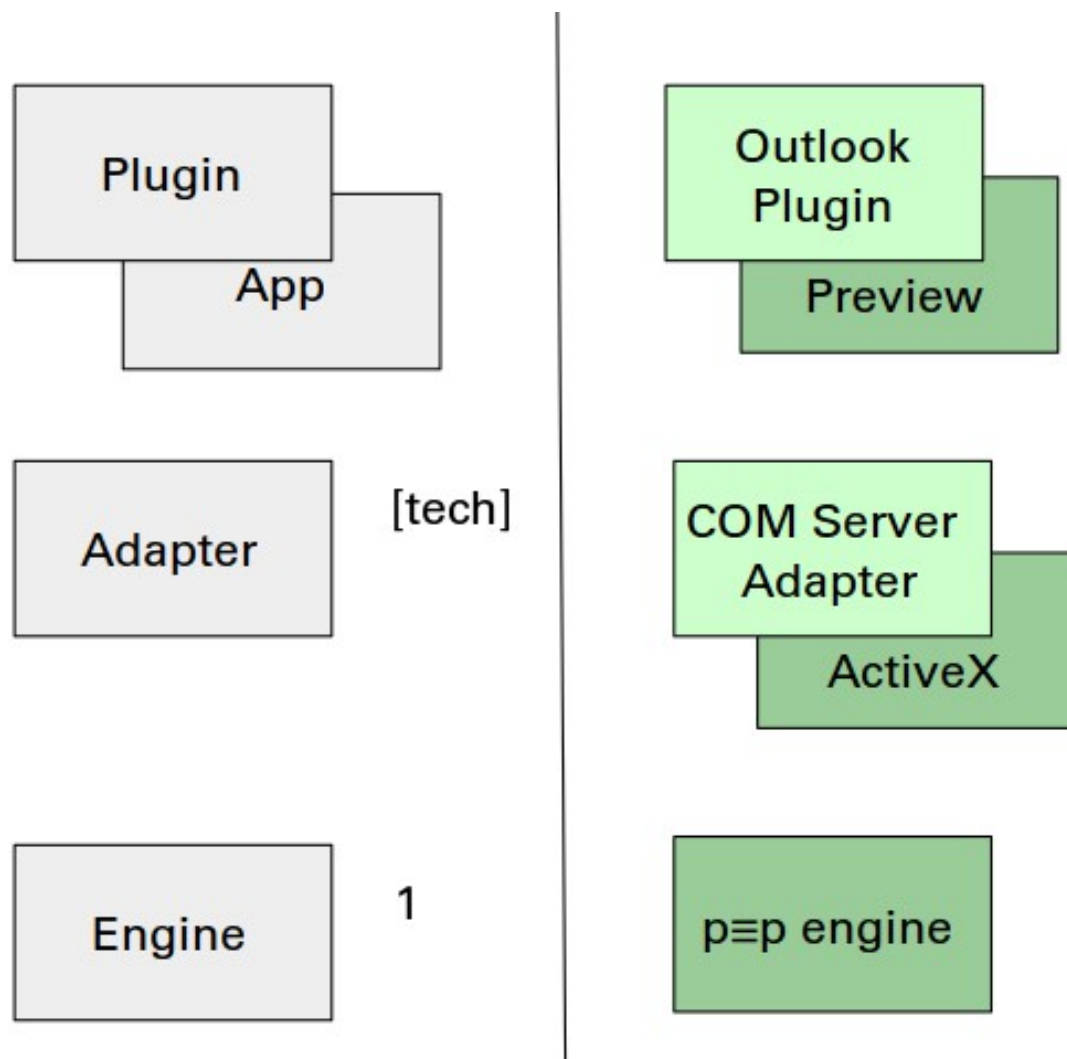 Plugin
App
Outlook
Plugin
Preview
Adapter
[tech]
COM Server
Adapter
ActiveX
Engine
1
p≡p engine